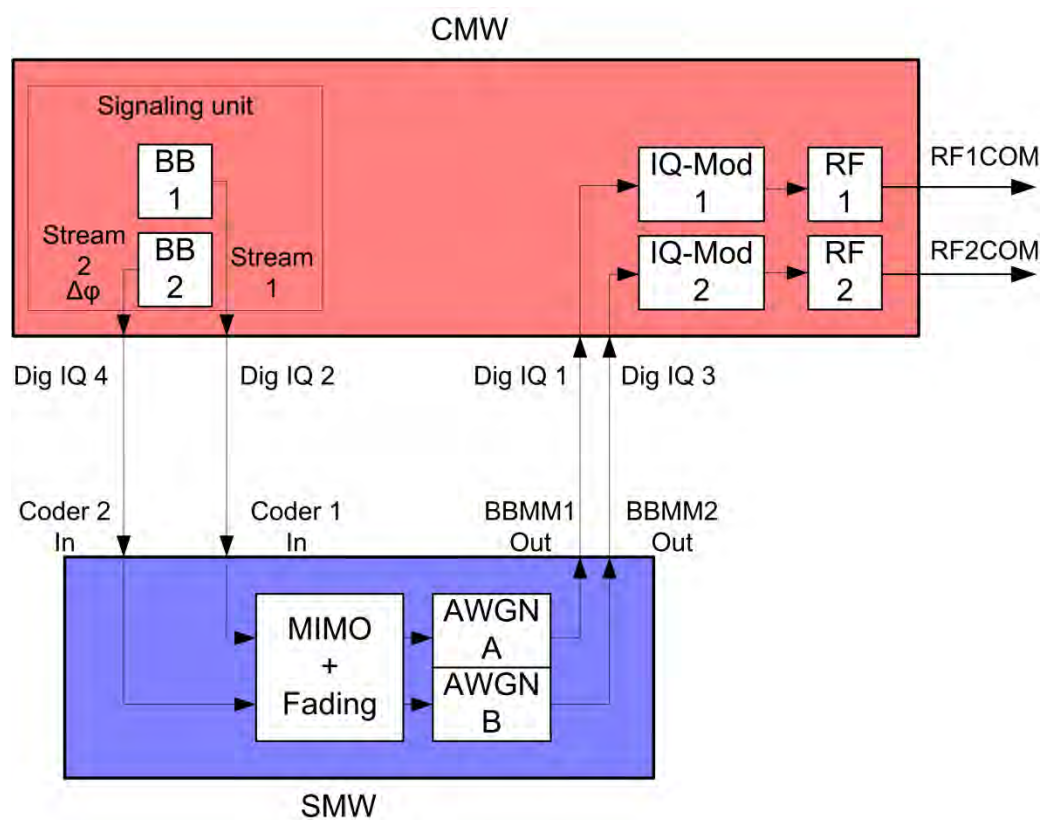 CMW
Signaling unit
BB
1
Stream
2
Δφ
BB
2
Stream
1
IQ-Mod
1
RF
1
RF1COM
IQ-Mod
2
RF
2
RF2COM
Dig IQ 4
Dig IQ 2
Dig IQ 1
Dig IQ 3
Coder 2
In
Coder 1
In
BBMM1
Out
BBMM2
Out
MIMO
+
Fading
AWGN
A
AWGN
B
SMW